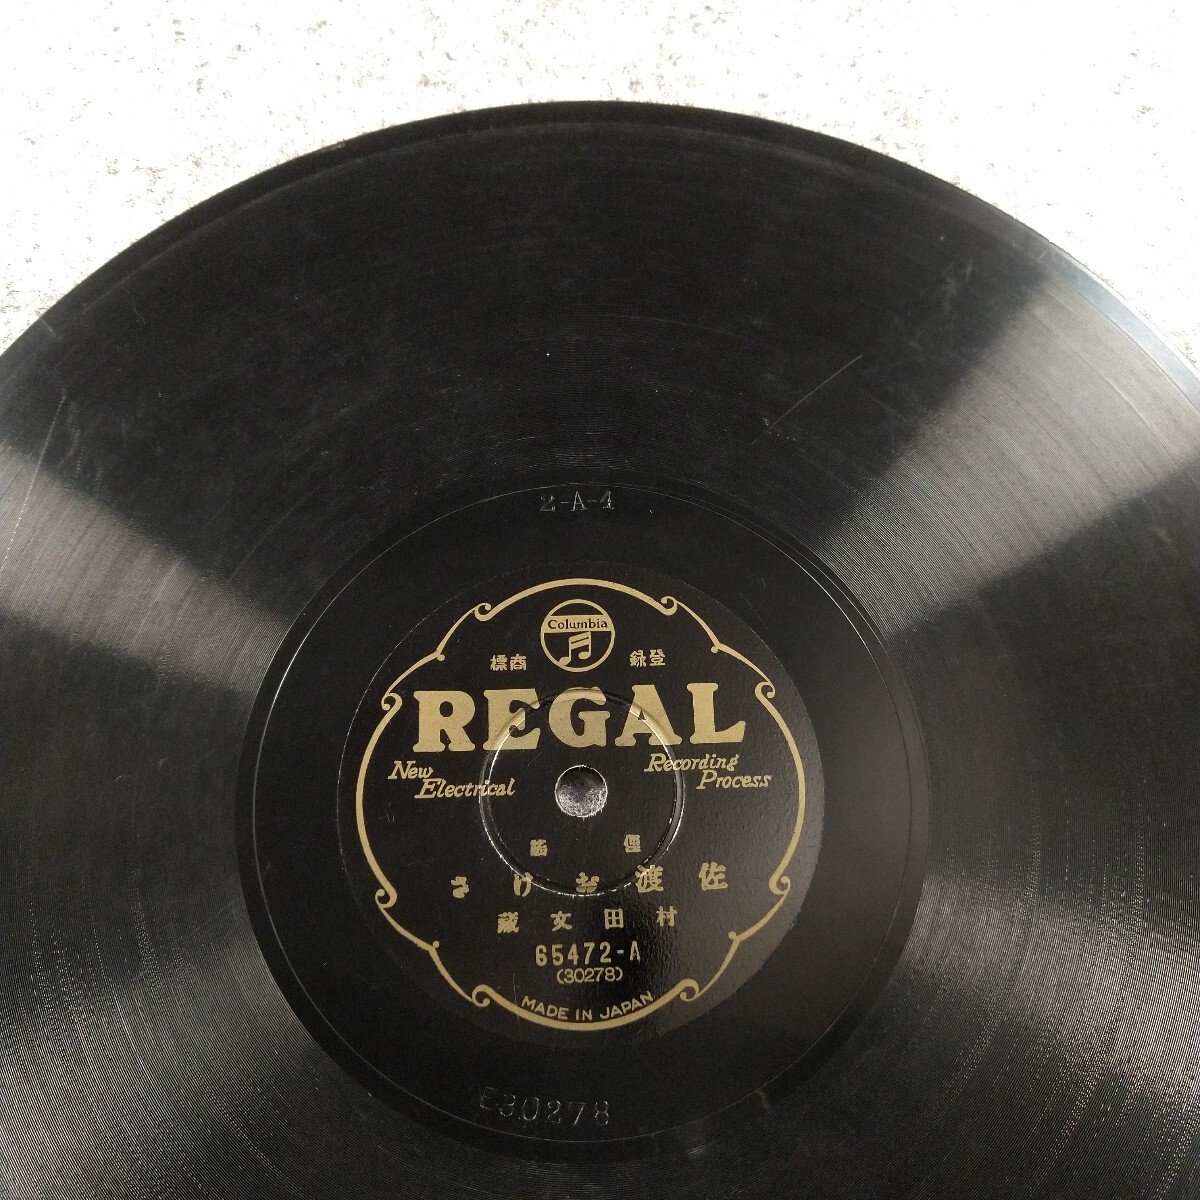 2-A-4
Columbia
登録 商標
REGAL
New Electrical
Recording Process
俚謡
佐渡おけさ
村田文蔵
65472-A
(30278)
MADE IN JAPAN
E30278